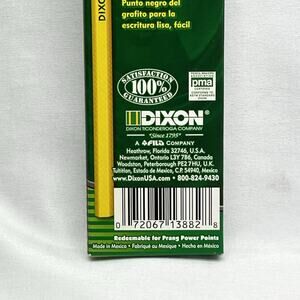 Punto negro del
grafito para la
escritura lisa, fácil
DIXO
SATISFACTION
100%
GUARANTEED
pma
CERTIFIED
DIXON
DIXON TICONDEROGA COMPANY
"Since 1795"
A FILA COMPANY
Heathrow, Florida 32746, U.S.A.
Newmarket, Ontario L3Y 7B6, Canada
Woodston, Peterborough PE2 7HU, U.K.
Tultitlan, Estado de Mexico, C.P. 54940, Mexico
www.DixonUSA.com • 800-824-9430
0 72067 13882 8
Redeemable for Prang Power Points
Made in Mexico • Fabriqué au Mexique • Hecho en México